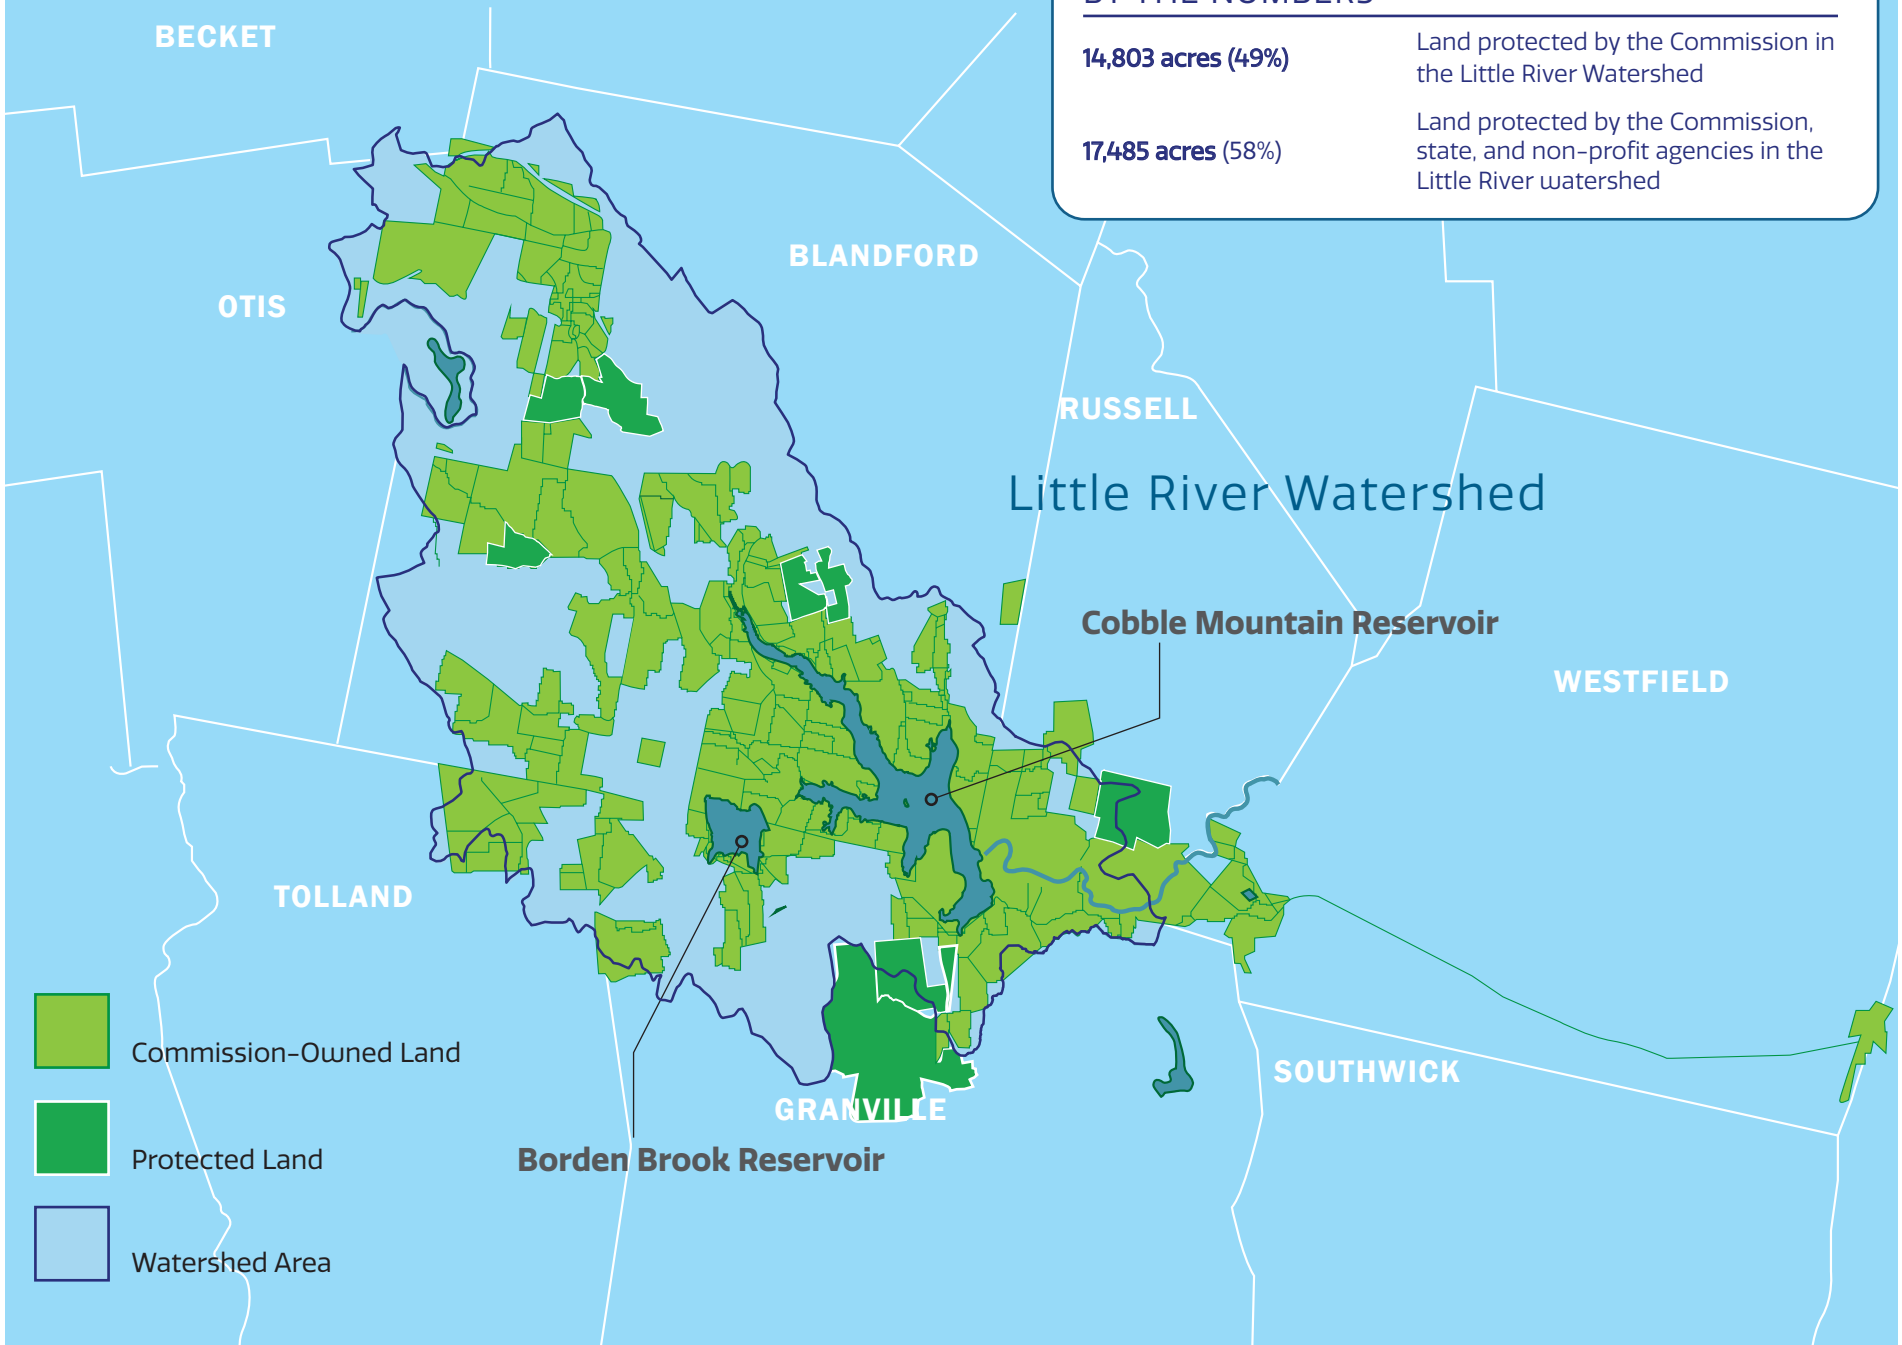 BY THE NUMBERS
14,803 acres (49%)
Land protected by the Commission in
the Little River Watershed
17,485 acres (58%)
Land protected by the Commission,
state, and non-profit agencies in the
Little River watershed
BECKET
BLANDFORD
OTIS
RUSSELL
Little River Watershed
Cobble Mountain Reservoir
WESTFIELD
TOLLAND
SOUTHWICK
GRANVILLE
Borden Brook Reservoir
Commission-Owned Land
Protected Land
Watershed Area